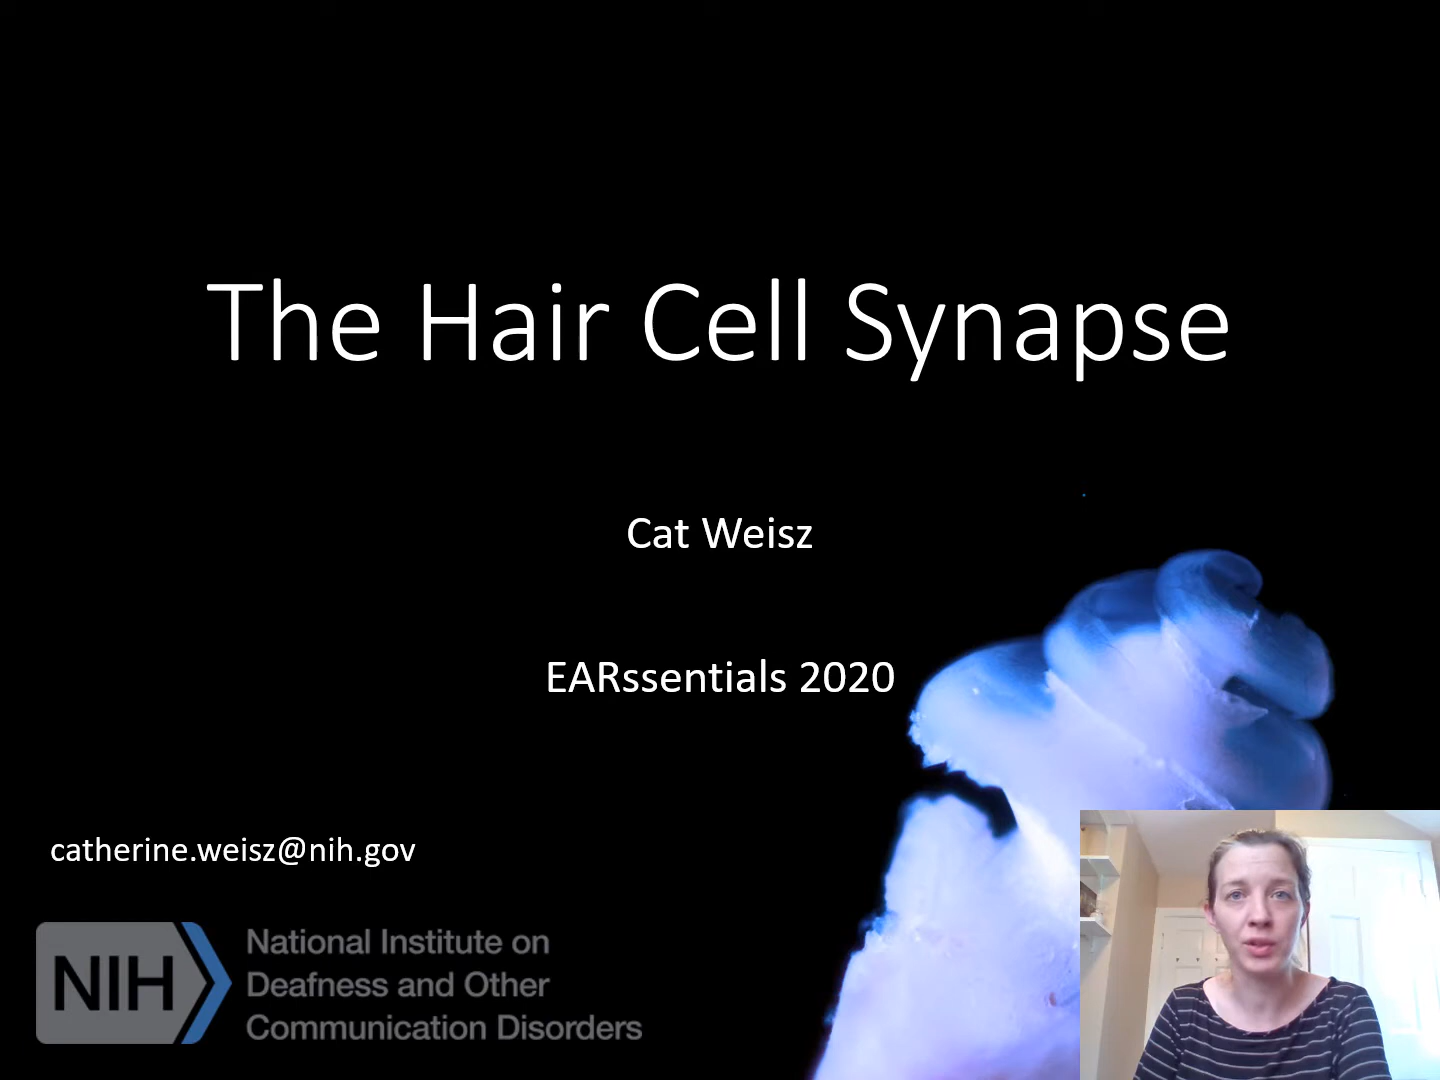 The Hair Cell Synapse
Cat Weisz
EARssentials 2020
catherine.weisz@nih.gov
NIH
National Institute on
Deafness and Other
Communication Disorders